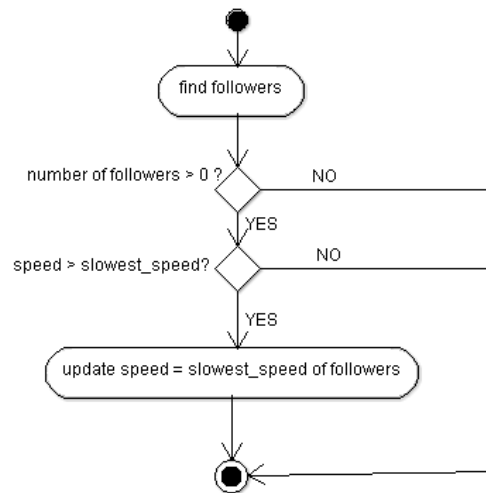 find followers
number of followers > 0 ?
NO
YES
speed > slowest_speed?
NO
YES
update speed = slowest_speed of followers